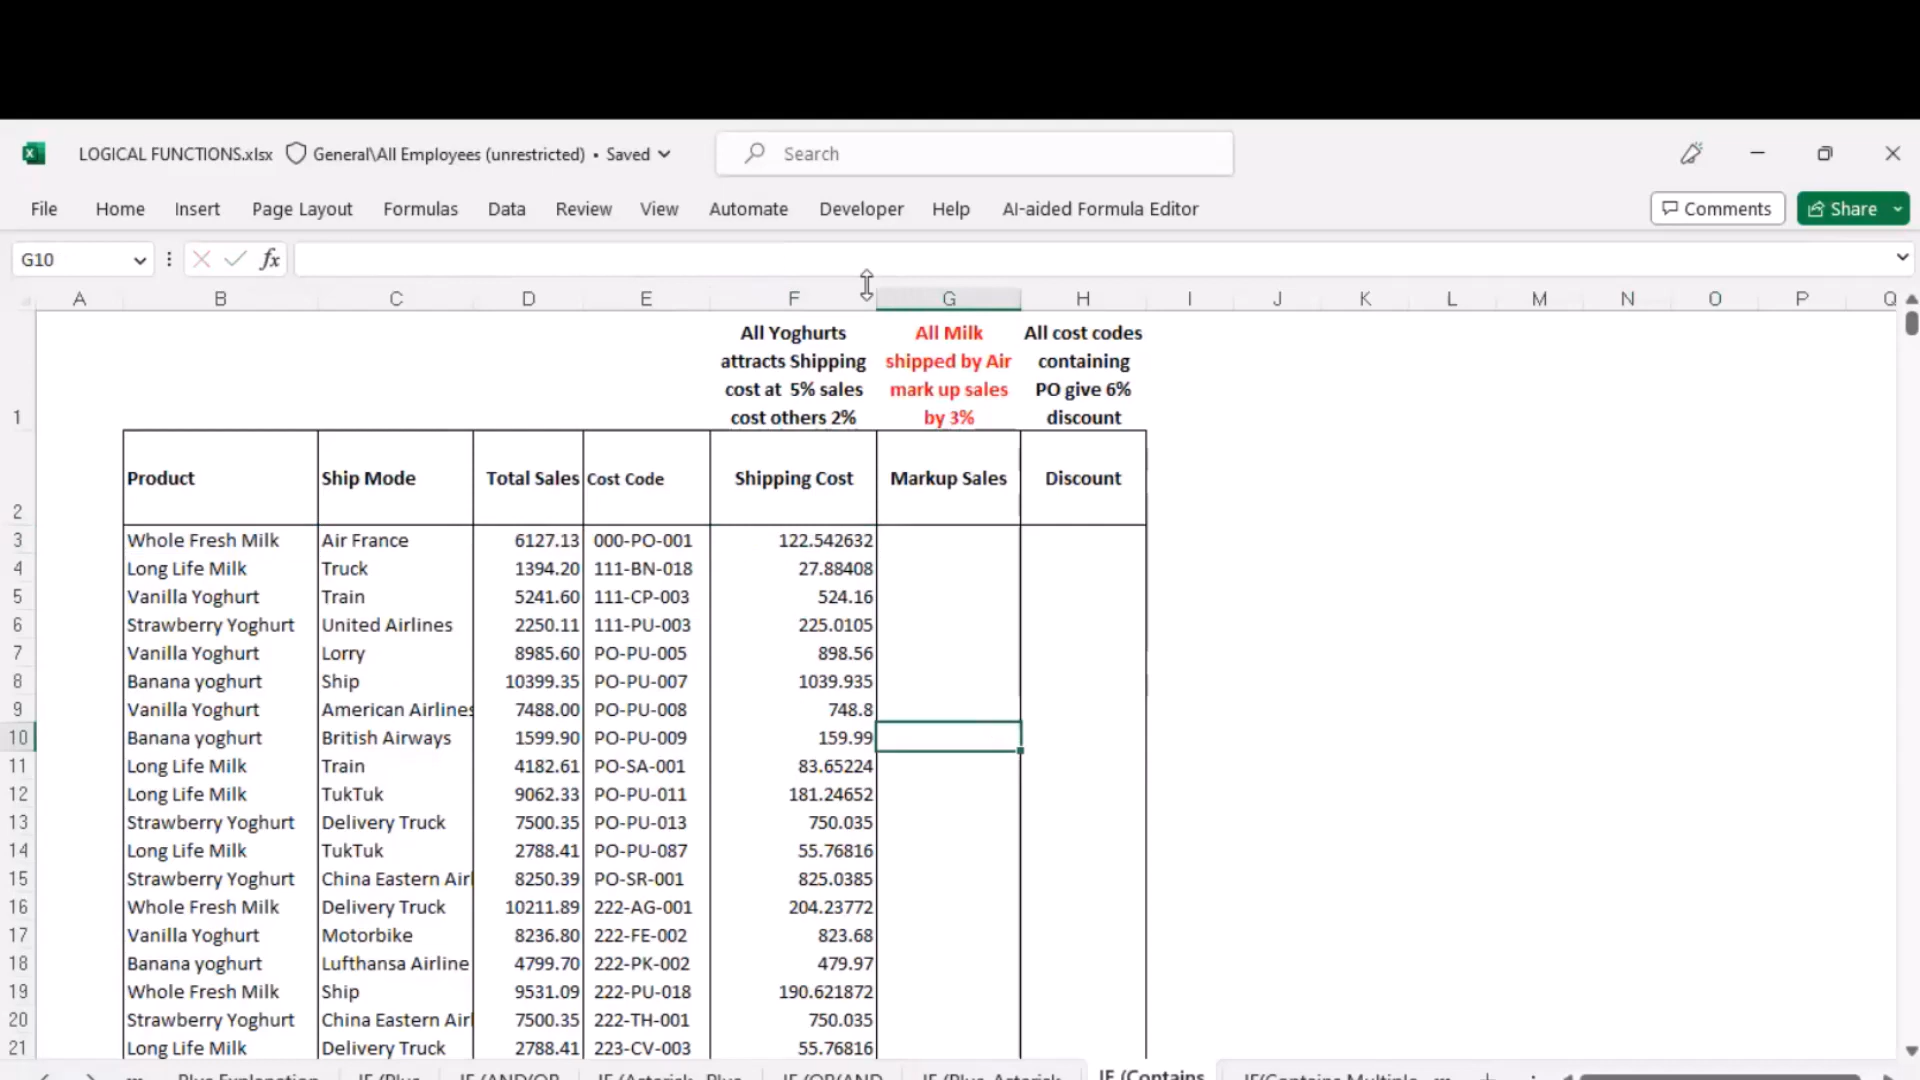 LOGICAL FUNCTIONS.xlsx General\All Employees (unrestricted) • Saved
Search
File Home Insert Page Layout Formulas Data Review View Automate Developer Help AI-aided Formula Editor Comments Share
G10 fx
A B C D E F G H I J K L M N O P Q
All Yoghurts attracts Shipping cost at 5% sales cost others 2%
All Milk shipped by Air mark up sales by 3%
All cost codes containing PO give 6% discount
1
2 Product Ship Mode Total Sales Cost Code Shipping Cost Markup Sales Discount
3 Whole Fresh Milk Air France 6127.13 000-PO-001 122.542632
4 Long Life Milk Truck 1394.20 111-BN-018 27.88408
5 Vanilla Yoghurt Train 5241.60 111-CP-003 524.16
6 Strawberry Yoghurt United Airlines 2250.11 111-PU-003 225.0105
7 Vanilla Yoghurt Lorry 8985.60 PO-PU-005 898.56
8 Banana yoghurt Ship 10399.35 PO-PU-007 1039.935
9 Vanilla Yoghurt American Airlines 7488.00 PO-PU-008 748.8
10 Banana yoghurt British Airways 1599.90 PO-PU-009 159.99
11 Long Life Milk Train 4182.61 PO-SA-001 83.65224
12 Long Life Milk TukTuk 9062.33 PO-PU-011 181.24652
13 Strawberry Yoghurt Delivery Truck 7500.35 PO-PU-013 750.035
14 Long Life Milk TukTuk 2788.41 PO-PU-087 55.76816
15 Strawberry Yoghurt China Eastern Airl 8250.39 PO-SR-001 825.0385
16 Whole Fresh Milk Delivery Truck 10211.89 222-AG-001 204.23772
17 Vanilla Yoghurt Motorbike 8236.80 222-FE-002 823.68
18 Banana yoghurt Lufthansa Airline 4799.70 222-PK-002 479.97
19 Whole Fresh Milk Ship 9531.09 222-PU-018 190.621872
20 Strawberry Yoghurt China Eastern Airl 7500.35 222-TH-001 750.035
21 Long Life Milk Delivery Truck 2788.41 223-CV-003 55.76816
IF (Contains